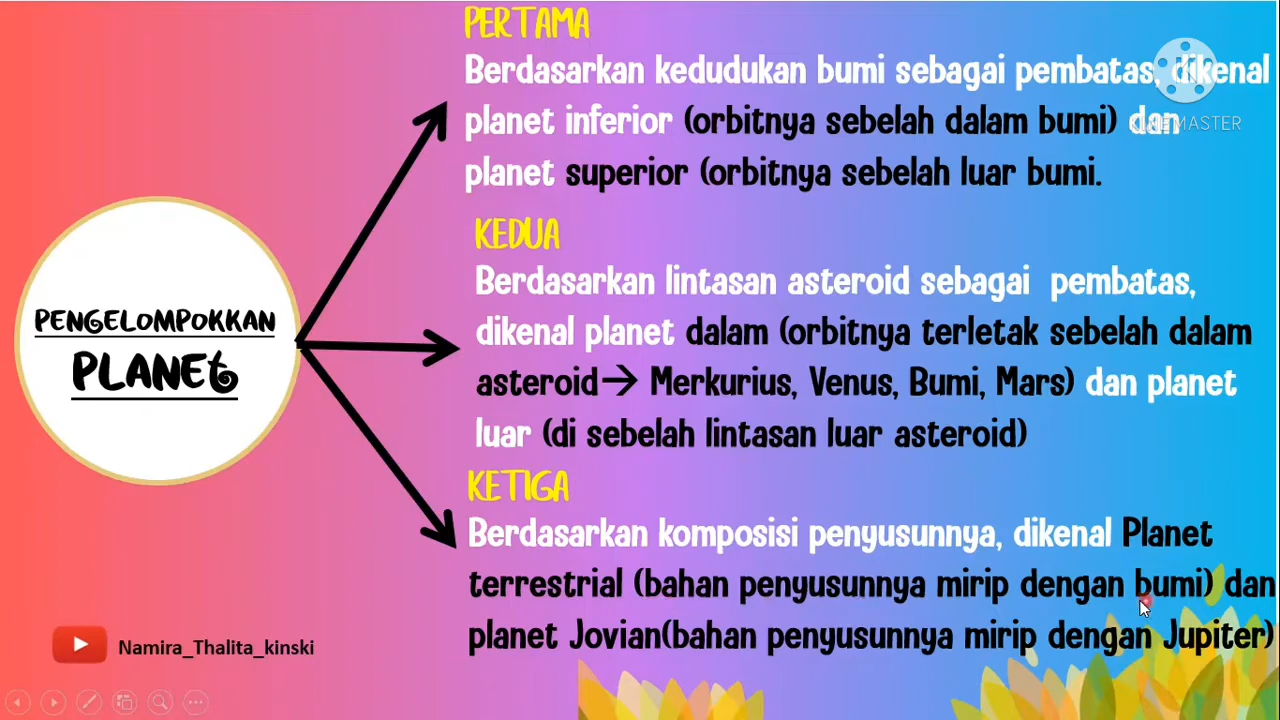 PERTAMA
Berdasarkan kedudukan bumi sebagai pembatas, dikenal
planet inferior (orbitnya sebelah dalam bumi) dan
planet superior (orbitnya sebelah luar bumi.
KINEMASTER
KEDUA
Berdasarkan lintasan asteroid sebagai pembatas,
dikenal planet dalam (orbitnya terletak sebelah dalam
asteroid→ Merkurius, Venus, Bumi, Mars) dan planet
luar (di sebelah lintasan luar asteroid)
PENGELOMPOKKAN
PLANET
KETIGA
Berdasarkan komposisi penyusunnya, dikenal Planet
terrestrial (bahan penyusunnya mirip dengan bumi) dan
planet Jovian(bahan penyusunnya mirip dengan Jupiter)
Namira_Thalita_kinski